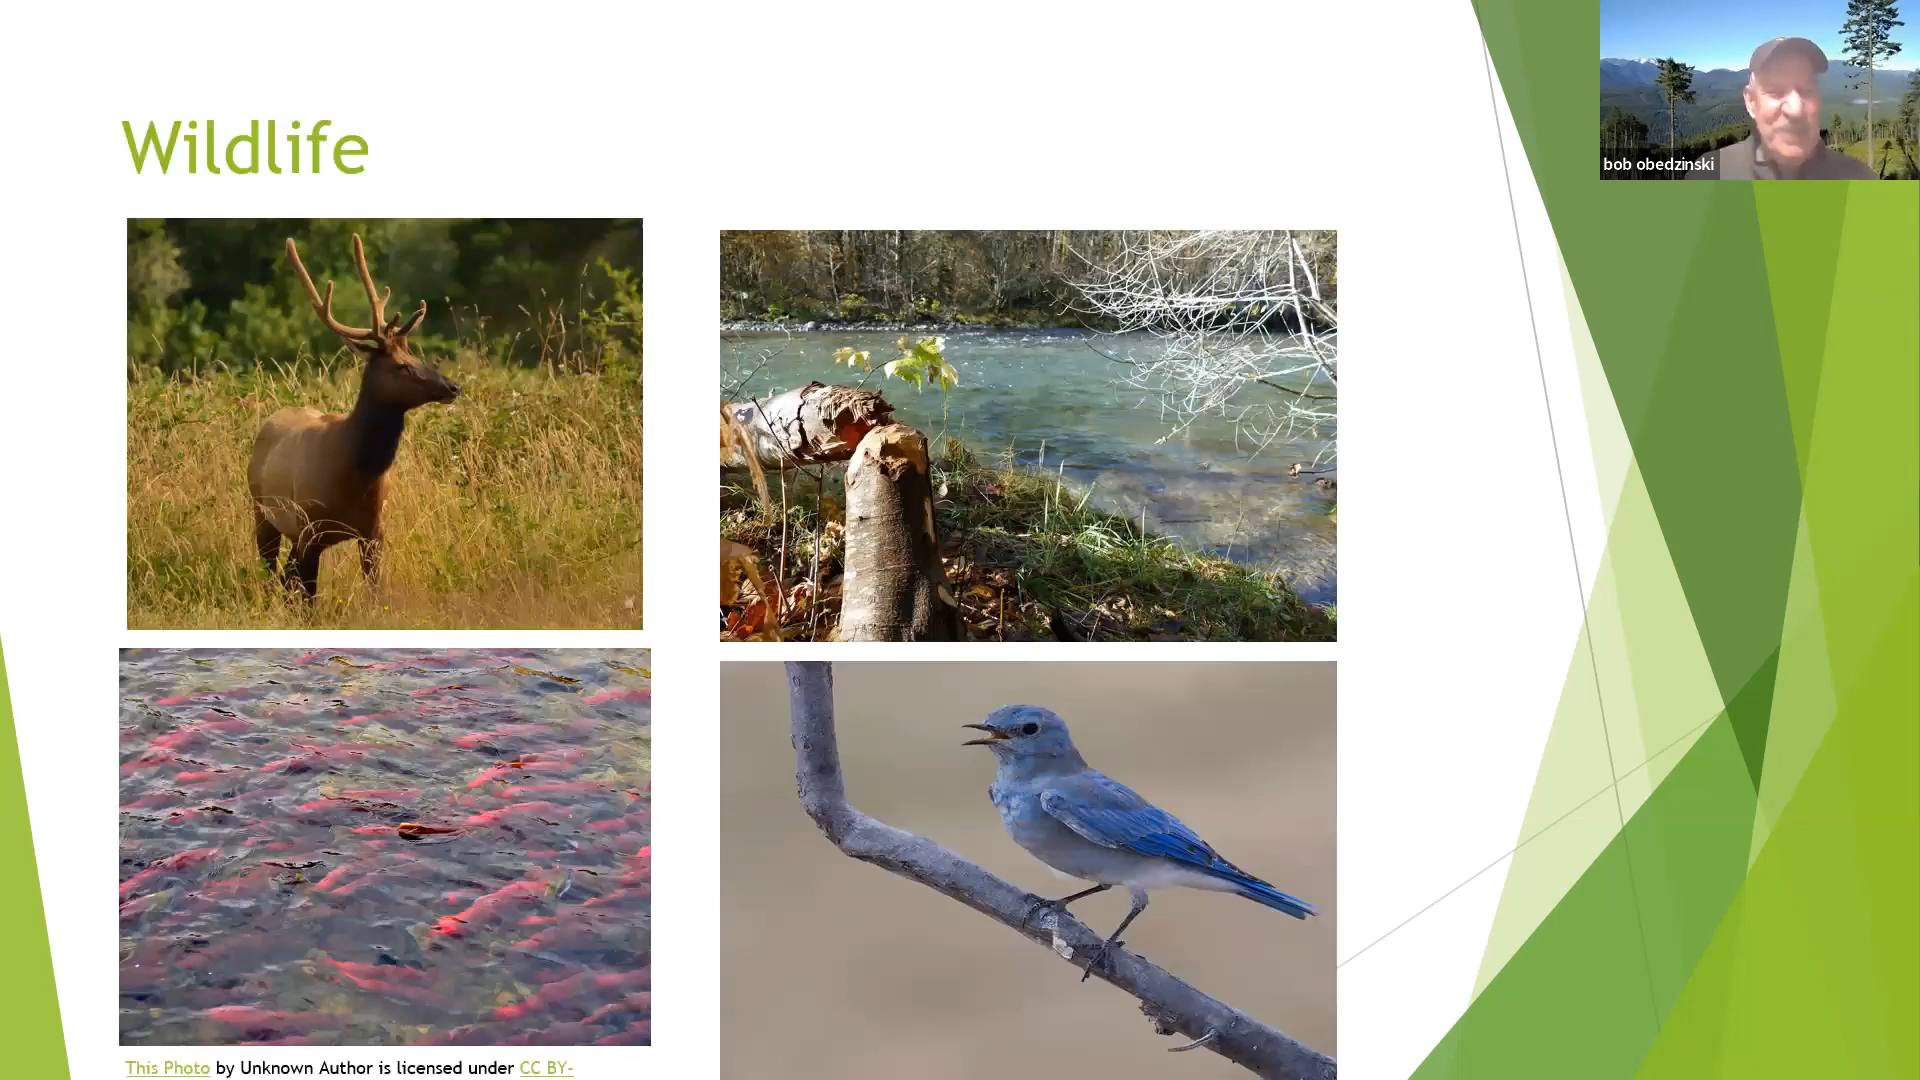 Wildlife
bob obedzinski
This Photo by Unknown Author is licensed under CC BY-